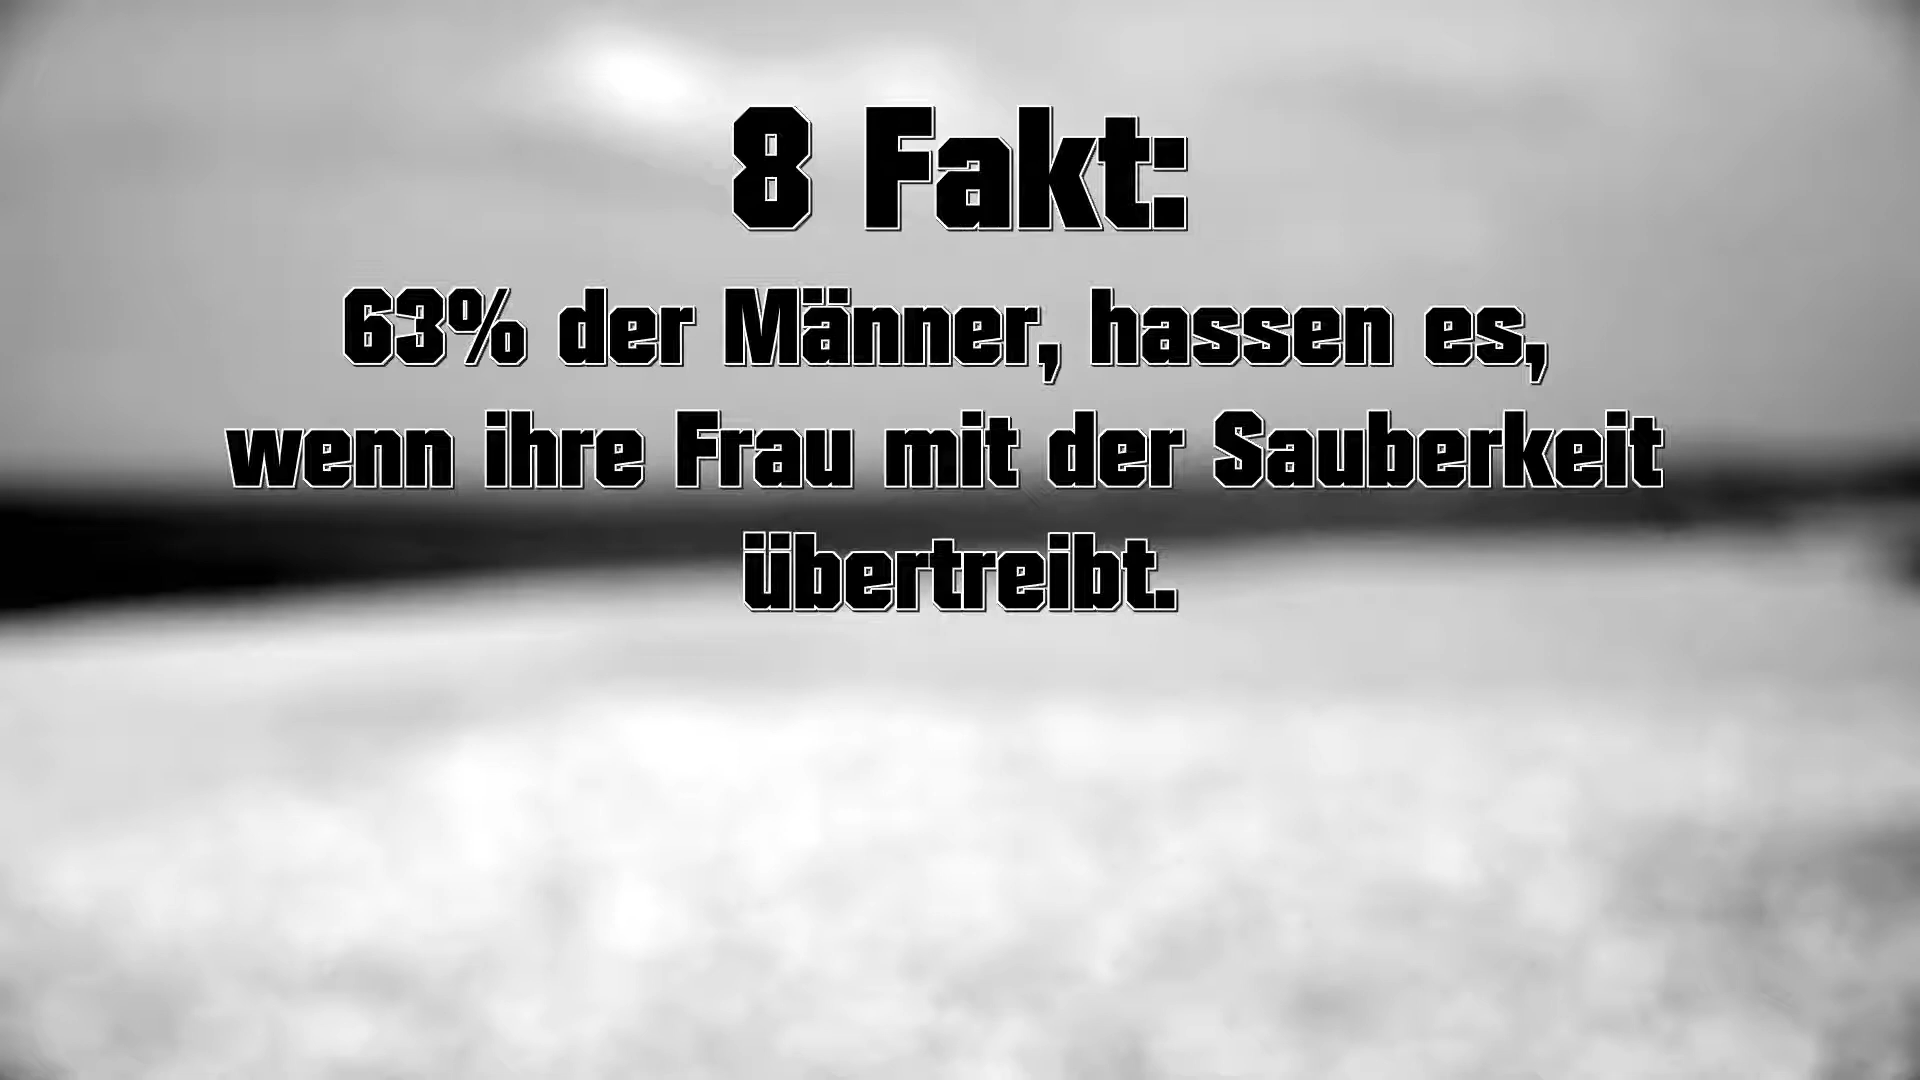 8 Fakt:
63% der Männer, hassen es,
wenn ihre Frau mit der Sauberkeit
übertreibt.